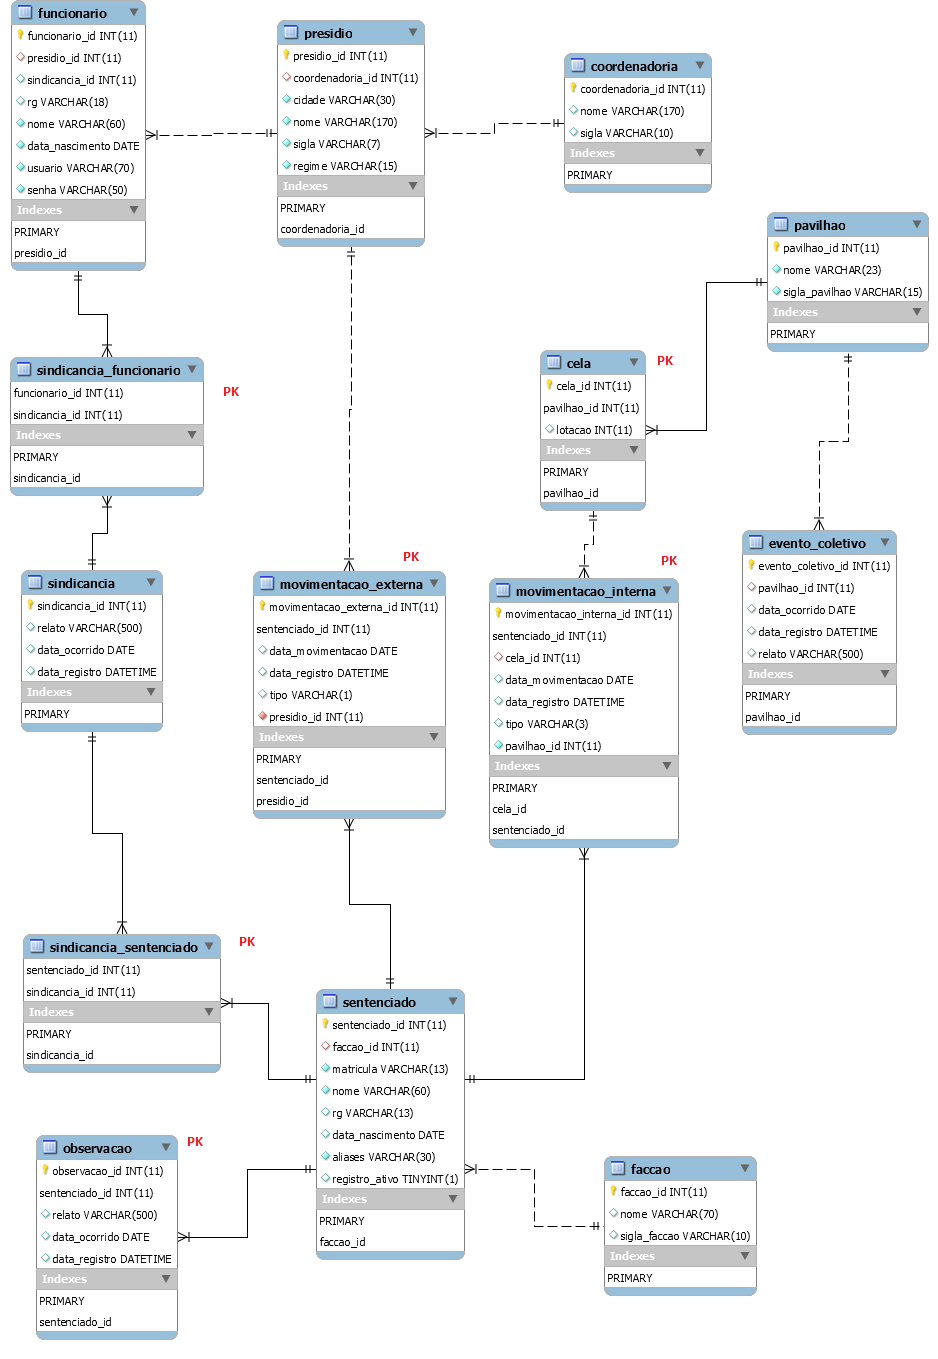 funcionario
funcionario_id INT(11)
presidio_id INT(11)
sindicancia_id INT(11)
rg VARCHAR(18)
nome VARCHAR(60)
data_nascimento DATE
usuario VARCHAR(70)
senha VARCHAR(50)
Indexes
PRIMARY
presidio_id
presidio
presidio_id INT(11)
coordenadoria_id INT(11)
cidade VARCHAR(30)
nome VARCHAR(170)
sigla VARCHAR(7)
regime VARCHAR(15)
Indexes
PRIMARY
coordenadoria_id
coordenadoria
coordenadoria_id INT(11)
nome VARCHAR(170)
sigla VARCHAR(10)
Indexes
PRIMARY
pavilhao
pavilhao_id INT(11)
nome VARCHAR(23)
sigla_pavilhao VARCHAR(15)
Indexes
PRIMARY
sindicancia_funcionario
funcionario_id INT(11)
sindicancia_id INT(11)
Indexes
PRIMARY
sindicancia_id
PK
cela
cela_id INT(11)
pavilhao_id INT(11)
lotacao INT(11)
Indexes
PRIMARY
pavilhao_id
PK
sindicancia
sindicancia_id INT(11)
relato VARCHAR(500)
data_ocorrido DATE
data_registro DATETIME
Indexes
PRIMARY
PK
movimentacao_externa
movimentacao_externa_id INT(11)
sentenciado_id INT(11)
data_movimentacao DATE
data_registro DATETIME
tipo VARCHAR(1)
presidio_id INT(11)
Indexes
PRIMARY
sentenciado_id
presidio_id
PK
movimentacao_interna
movimentacao_interna_id INT(11)
sentenciado_id INT(11)
cela_id INT(11)
data_movimentacao DATE
data_registro DATETIME
tipo VARCHAR(3)
pavilhao_id INT(11)
Indexes
PRIMARY
cela_id
sentenciado_id
evento_coletivo
evento_coletivo_id INT(11)
pavilhao_id INT(11)
data_ocorrido DATE
data_registro DATETIME
relato VARCHAR(500)
Indexes
PRIMARY
pavilhao_id
sindicancia_sentenciado
sentenciado_id INT(11)
sindicancia_id INT(11)
Indexes
PRIMARY
sindicancia_id
PK
sentenciado
sentenciado_id INT(11)
faccao_id INT(11)
matricula VARCHAR(13)
nome VARCHAR(60)
rg VARCHAR(13)
data_nascimento DATE
aliases VARCHAR(30)
registro_ativo TINYINT(1)
Indexes
PRIMARY
faccao_id
observacao
observacao_id INT(11)
sentenciado_id INT(11)
relato VARCHAR(500)
data_ocorrido DATE
data_registro DATETIME
Indexes
PRIMARY
sentenciado_id
PK
faccao
faccao_id INT(11)
nome VARCHAR(70)
sigla_faccao VARCHAR(10)
Indexes
PRIMARY